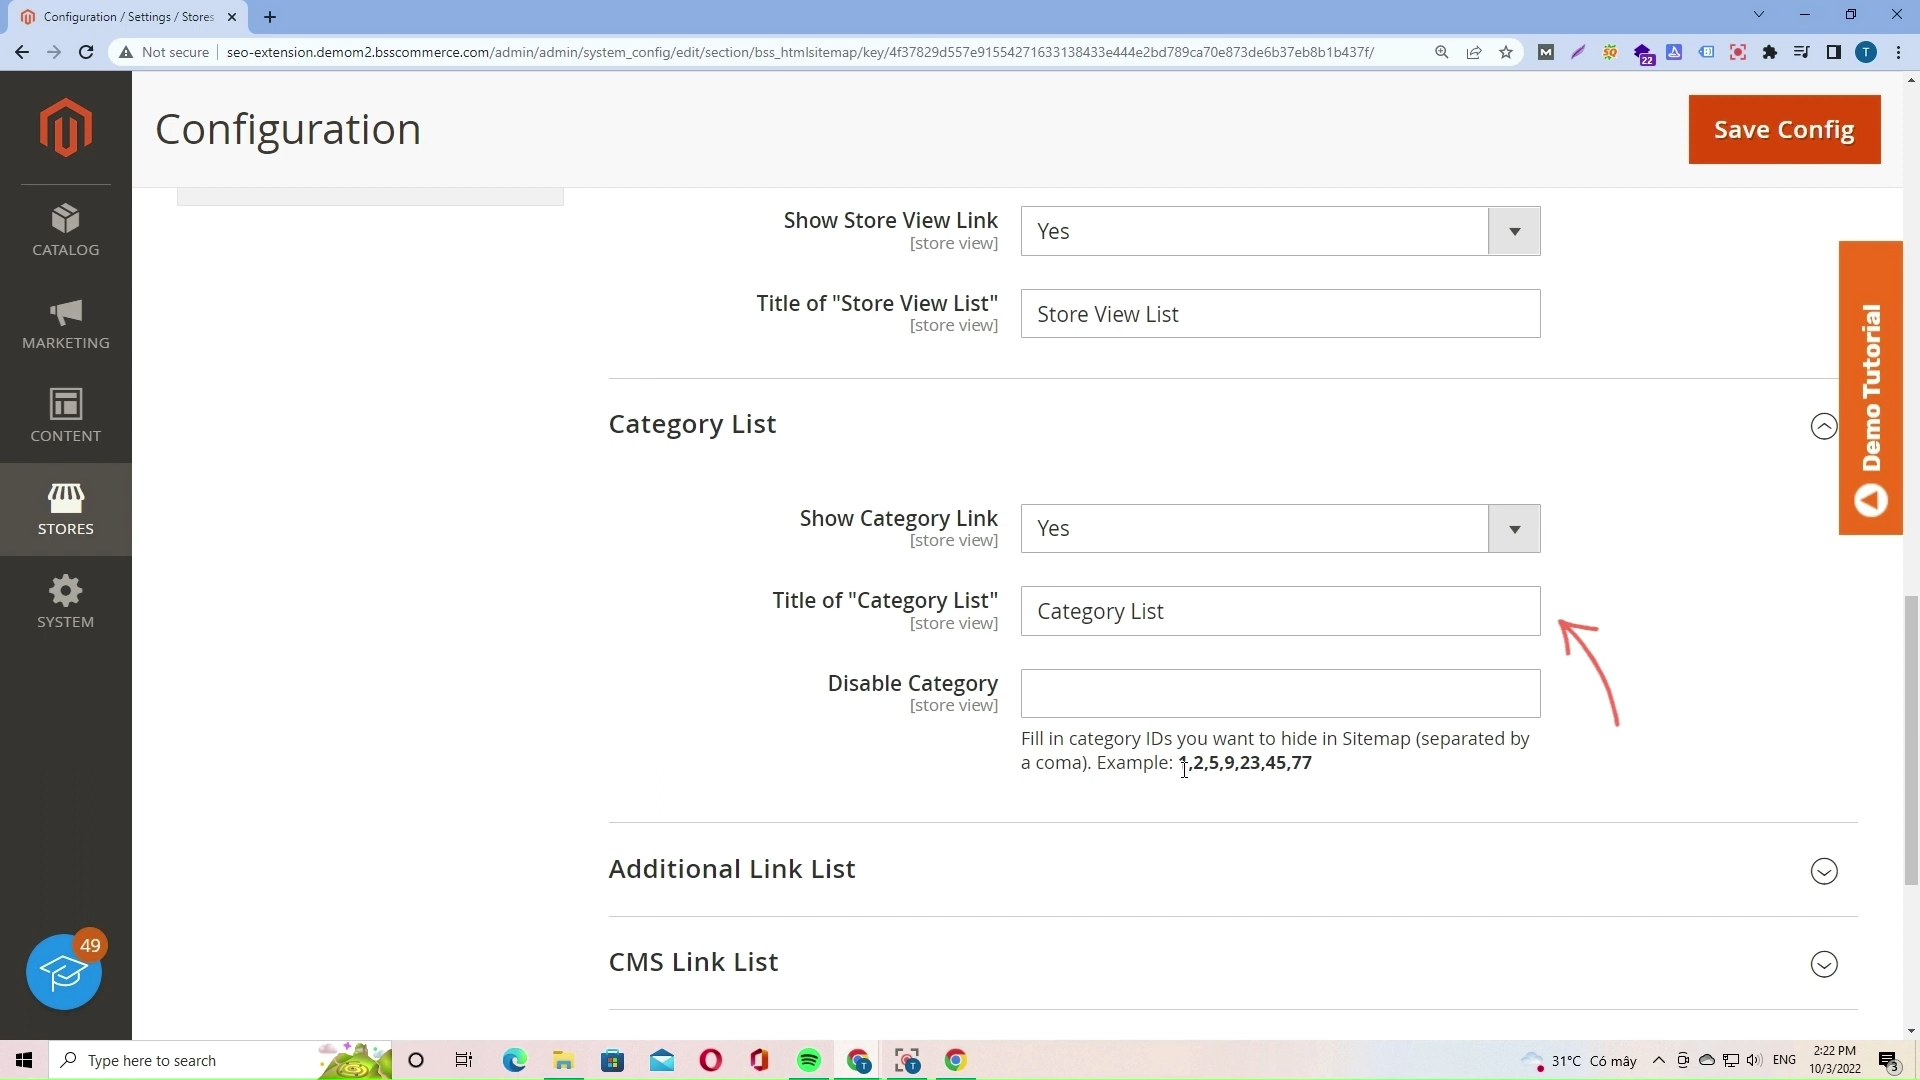 Configuration / Settings / Stores
Not secure
seo-extension.demom2.bsscommerce.com/admin/admin/system_config/edit/section/bss_htmlsitemap/key/4f37829d557e91554271633138433e444e2bd789ca70e873de6b37eb8b1b437f/
22
T
Configuration
Save Config
CATALOG
MARKETING
CONTENT
STORES
SYSTEM
49
Show Store View Link
[store view]
Yes
Title of "Store View List"
[store view]
Store View List
Category List
Show Category Link
[store view]
Yes
Title of "Category List"
[store view]
Category List
Disable Category
[store view]
Fill in category IDs you want to hide in Sitemap (separated by
a coma). Example: 1,2,5,9,23,45,77
Additional Link List
CMS Link List
Demo Tutorial
Type here to search
31°C Có mây
ENG
2:22 PM
10/3/2022
3